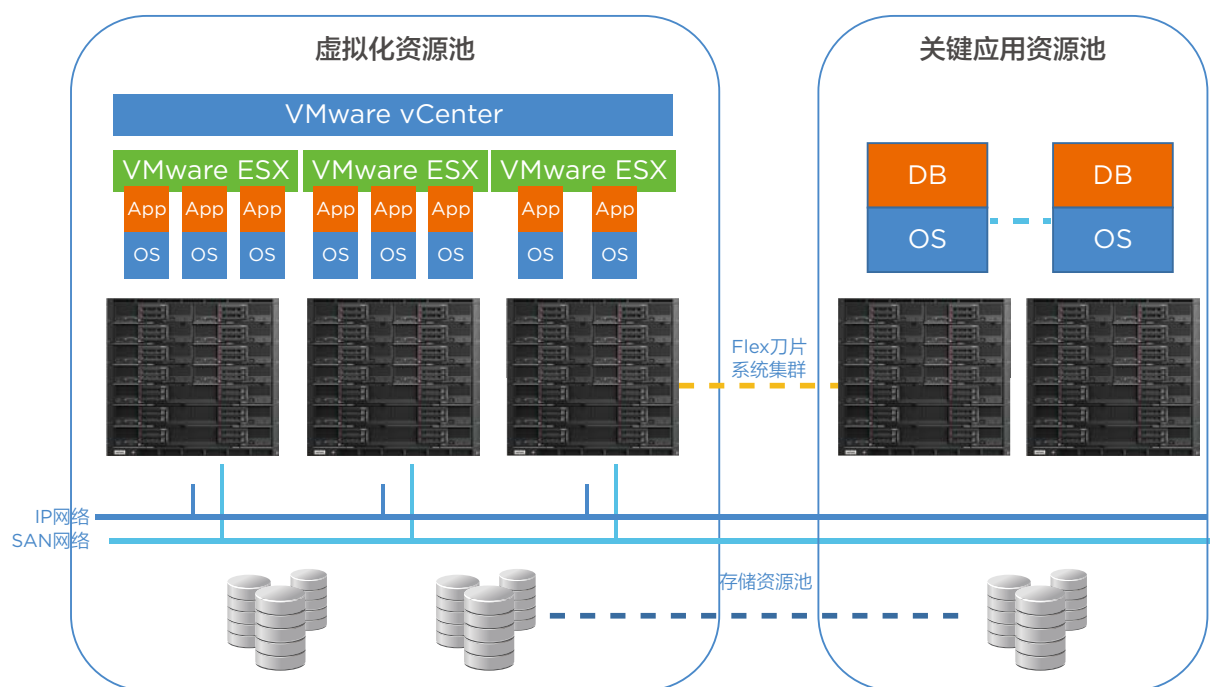 虚拟化资源池
关键应用资源池
VMware vCenter
VMware ESX
VMware ESX
VMware ESX
App
App
App
App
App
App
App
App
OS
OS
OS
OS
OS
OS
OS
OS
DB
DB
OS
OS
Flex刀片
系统集群
IP网络
SAN网络
存储资源池